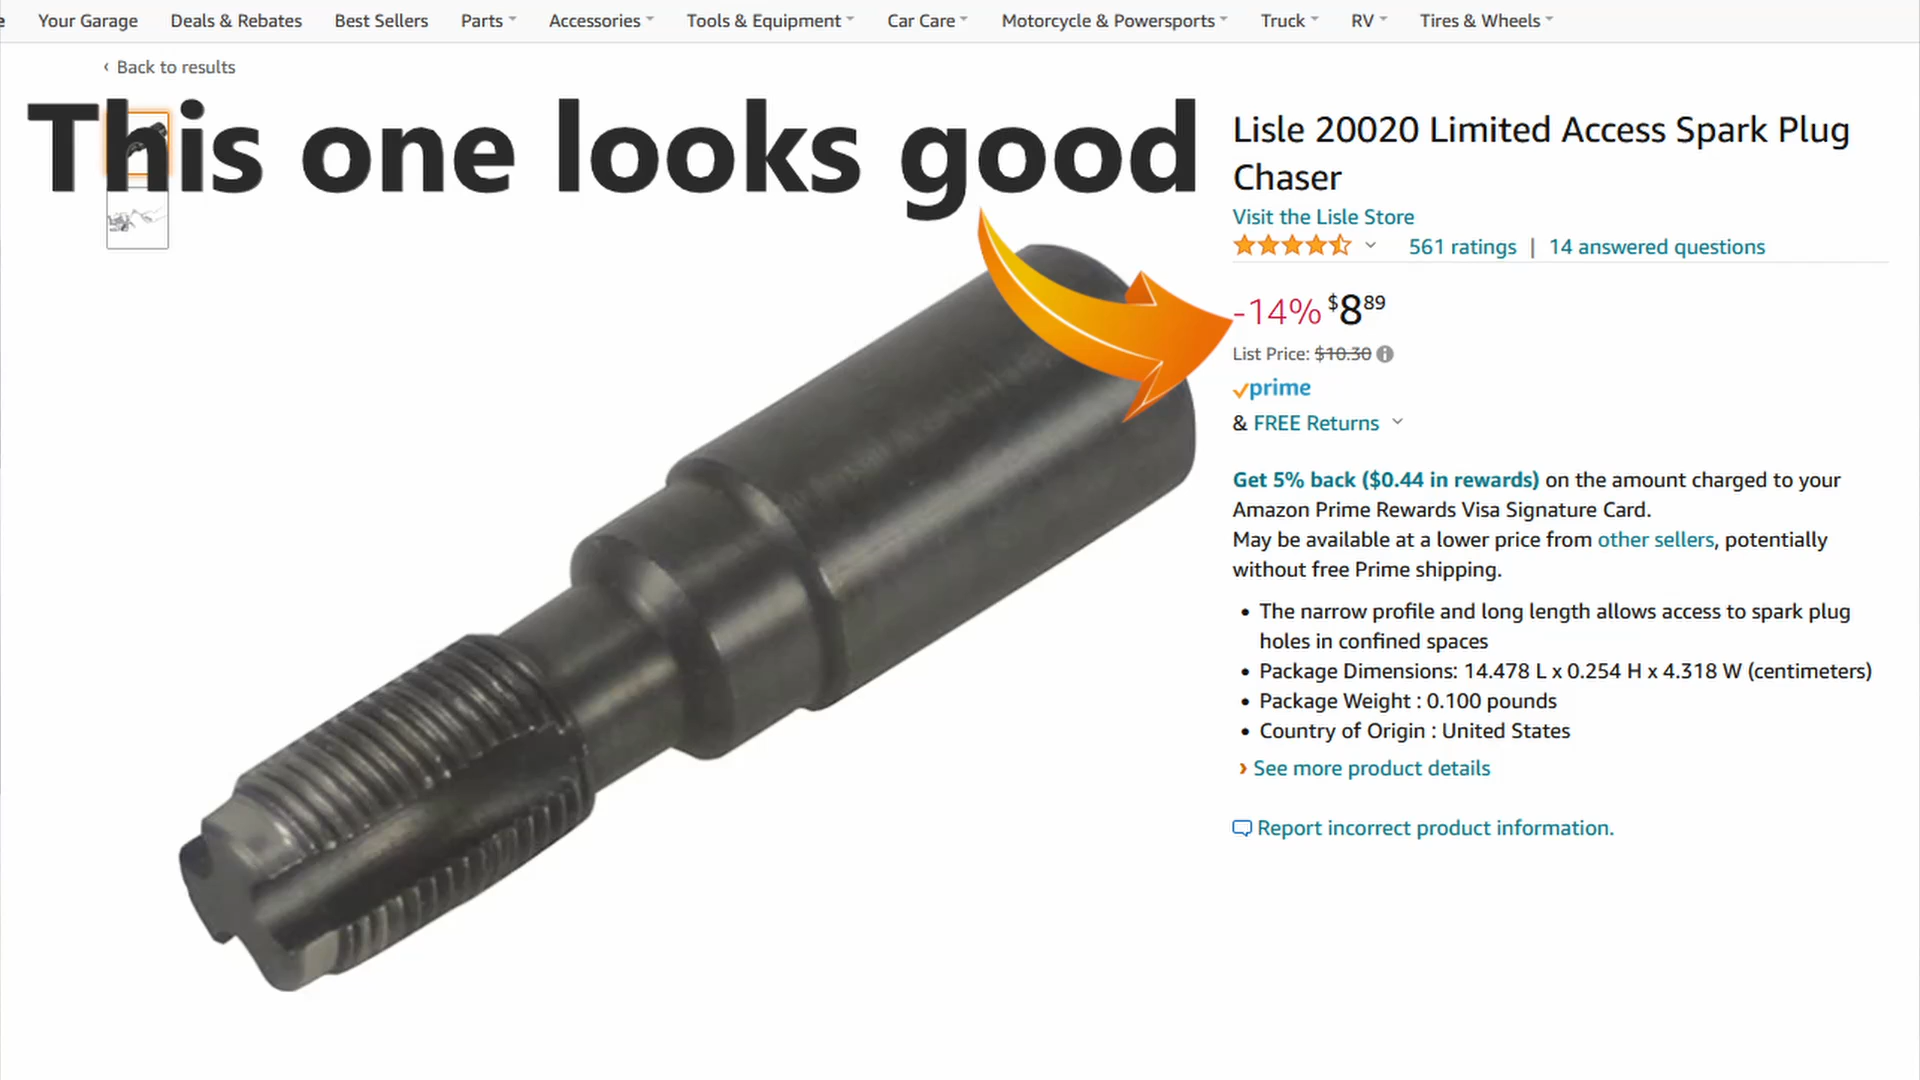 Your Garage Deals & Rebates Best Sellers Parts Accessories Tools & Equipment Car Care Motorcycle & Powersports Truck RV Tires & Wheels
‹ Back to results
This one looks good
Lisle 20020 Limited Access Spark Plug
Chaser
Visit the Lisle Store
561 ratings | 14 answered questions
-14% $8 89
List Price: $10.30
prime
& FREE Returns
Get 5% back ($0.44 in rewards) on the amount charged to your
Amazon Prime Rewards Visa Signature Card.
May be available at a lower price from other sellers, potentially
without free Prime shipping.
• The narrow profile and long length allows access to spark plug
holes in confined spaces
• Package Dimensions: 14.478 L x 0.254 H x 4.318 W (centimeters)
• Package Weight : 0.100 pounds
• Country of Origin : United States
› See more product details
Report incorrect product information.